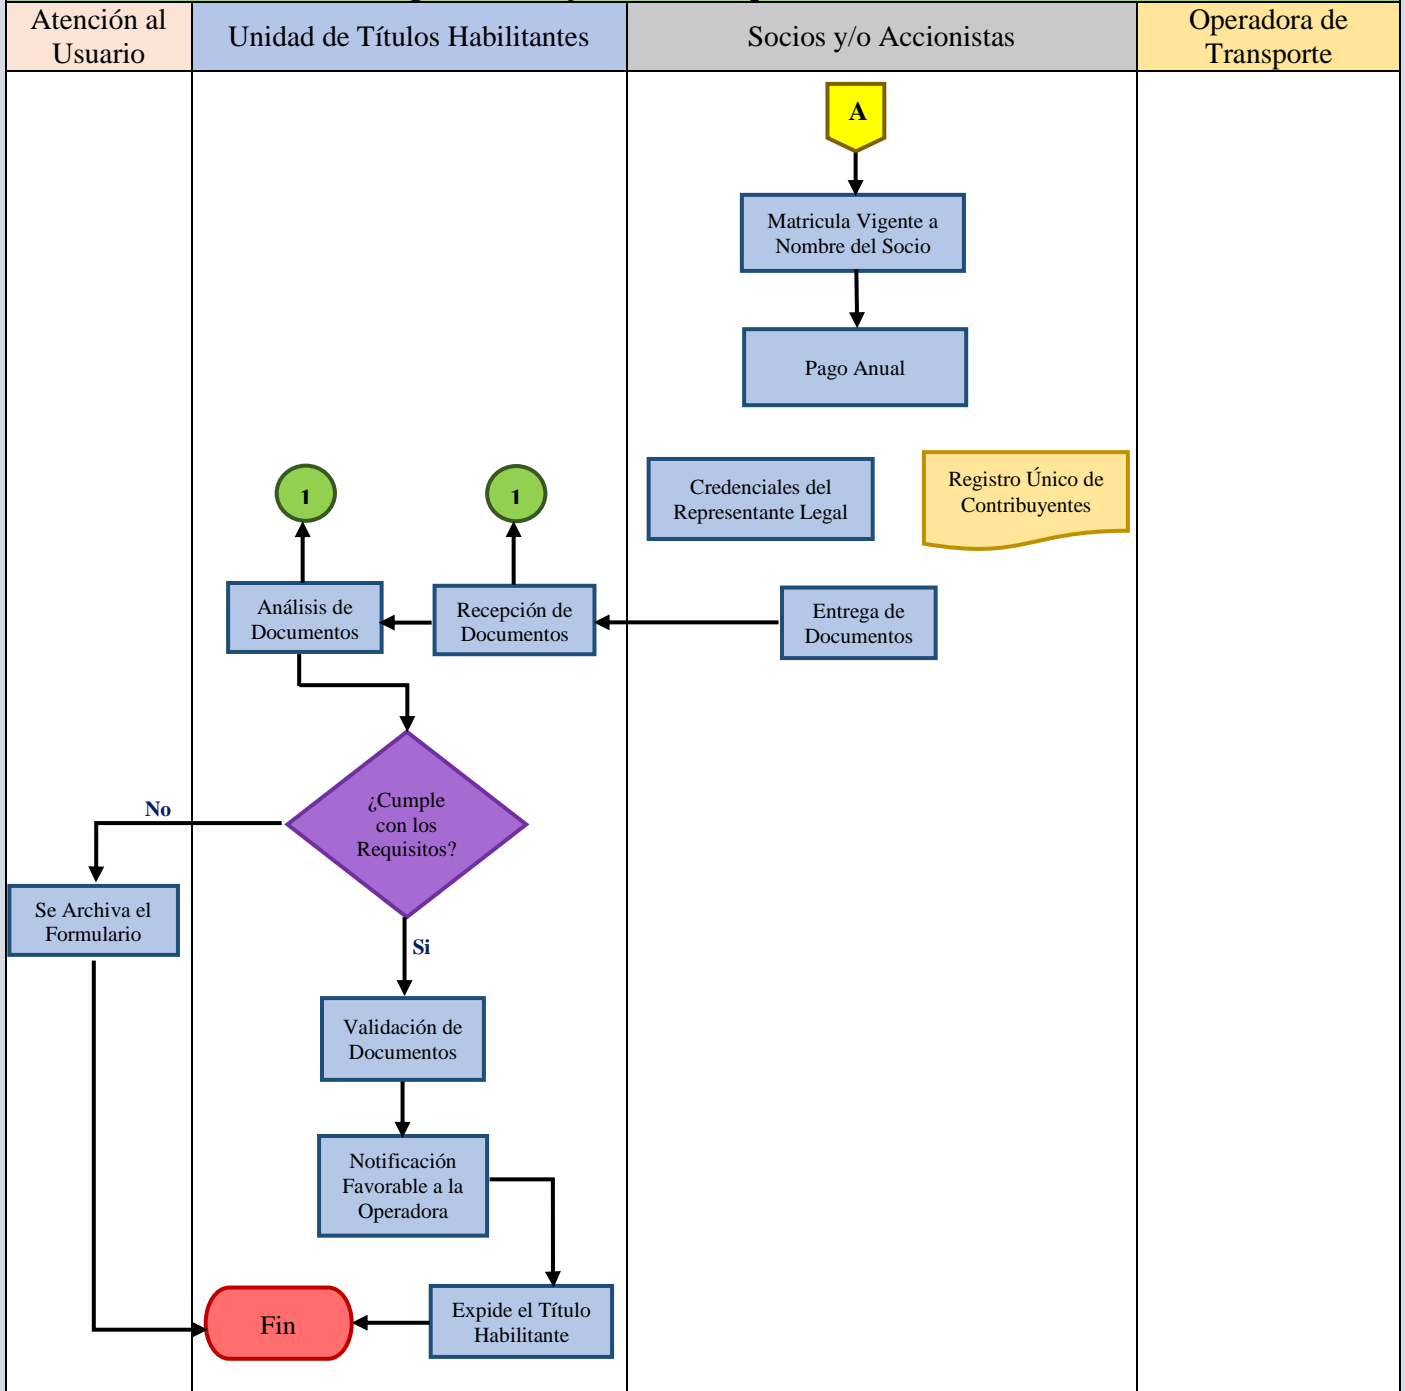 Atención al
Usuario
Unidad de Títulos Habilitantes
Socios y/o Accionistas
Operadora de
Transporte
A
Matricula Vigente a
Nombre del Socio
Pago Anual
1
1
Credenciales del
Representante Legal
Registro Único de
Contribuyentes
Análisis de
Documentos
Recepción de
Documentos
Entrega de
Documentos
¿Cumple
con los
Requisitos?
No
Se Archiva el
Formulario
Si
Validación de
Documentos
Notificación
Favorable a la
Operadora
Expide el Título
Habilitante
Fin